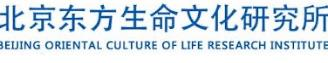 北京东方生命文化研究所
BEIJING ORIENTAL CULTURE OF LIFE RESEARCH INSTITUTE